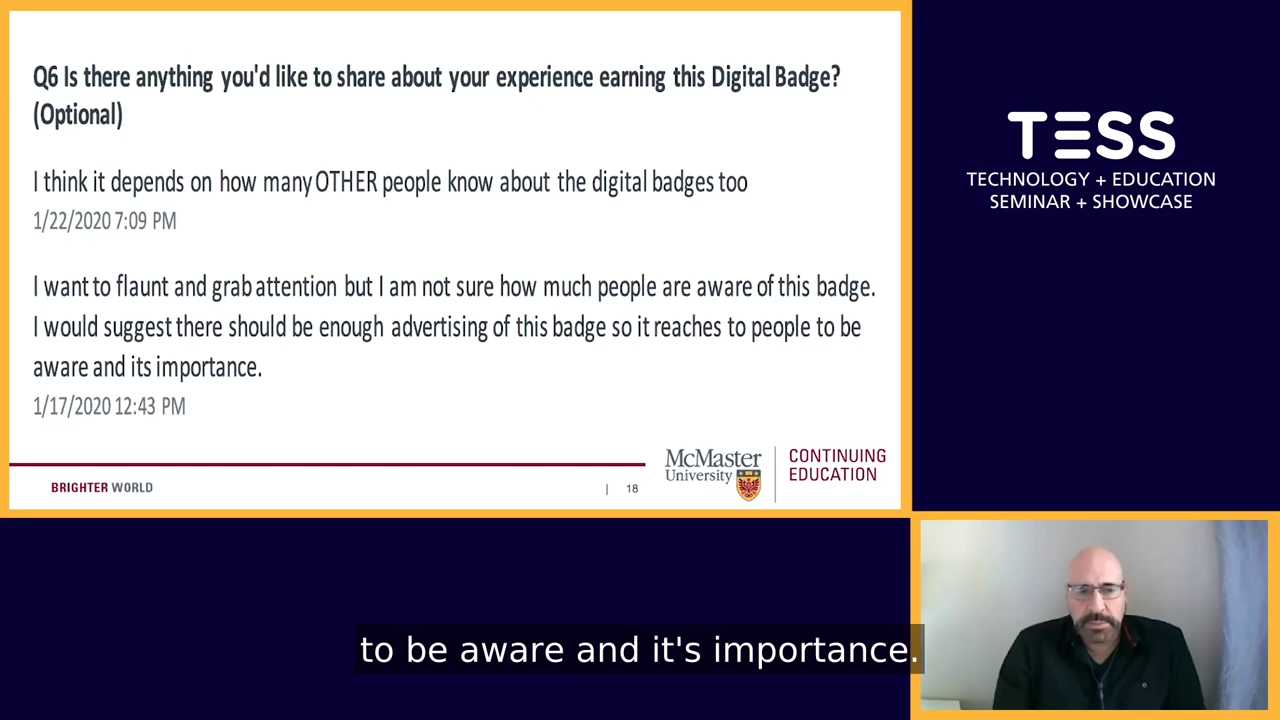 Q6 Is there anything you'd like to share about your experience earning this Digital Badge?
(Optional)
I think it depends on how many OTHER people know about the digital badges too
1/22/2020 7:09 PM
I want to flaunt and grab attention but I am not sure how much people are aware of this badge.
I would suggest there should be enough advertising of this badge so it reaches to people to be
aware and its importance.
1/17/2020 12:43 PM
BRIGHTER WORLD
| 18
McMaster
University
CONTINUING
EDUCATION
TESS
TECHNOLOGY + EDUCATION
SEMINAR + SHOWCASE
to be aware and it's importance.